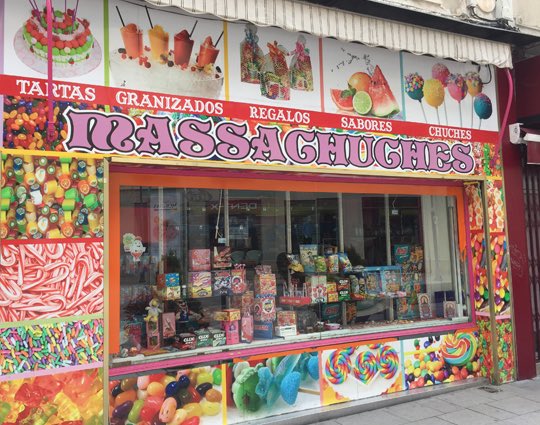 TARTAS GRANIZADOS REGALOS SABORES CHUCHES
MASSACHUCHES